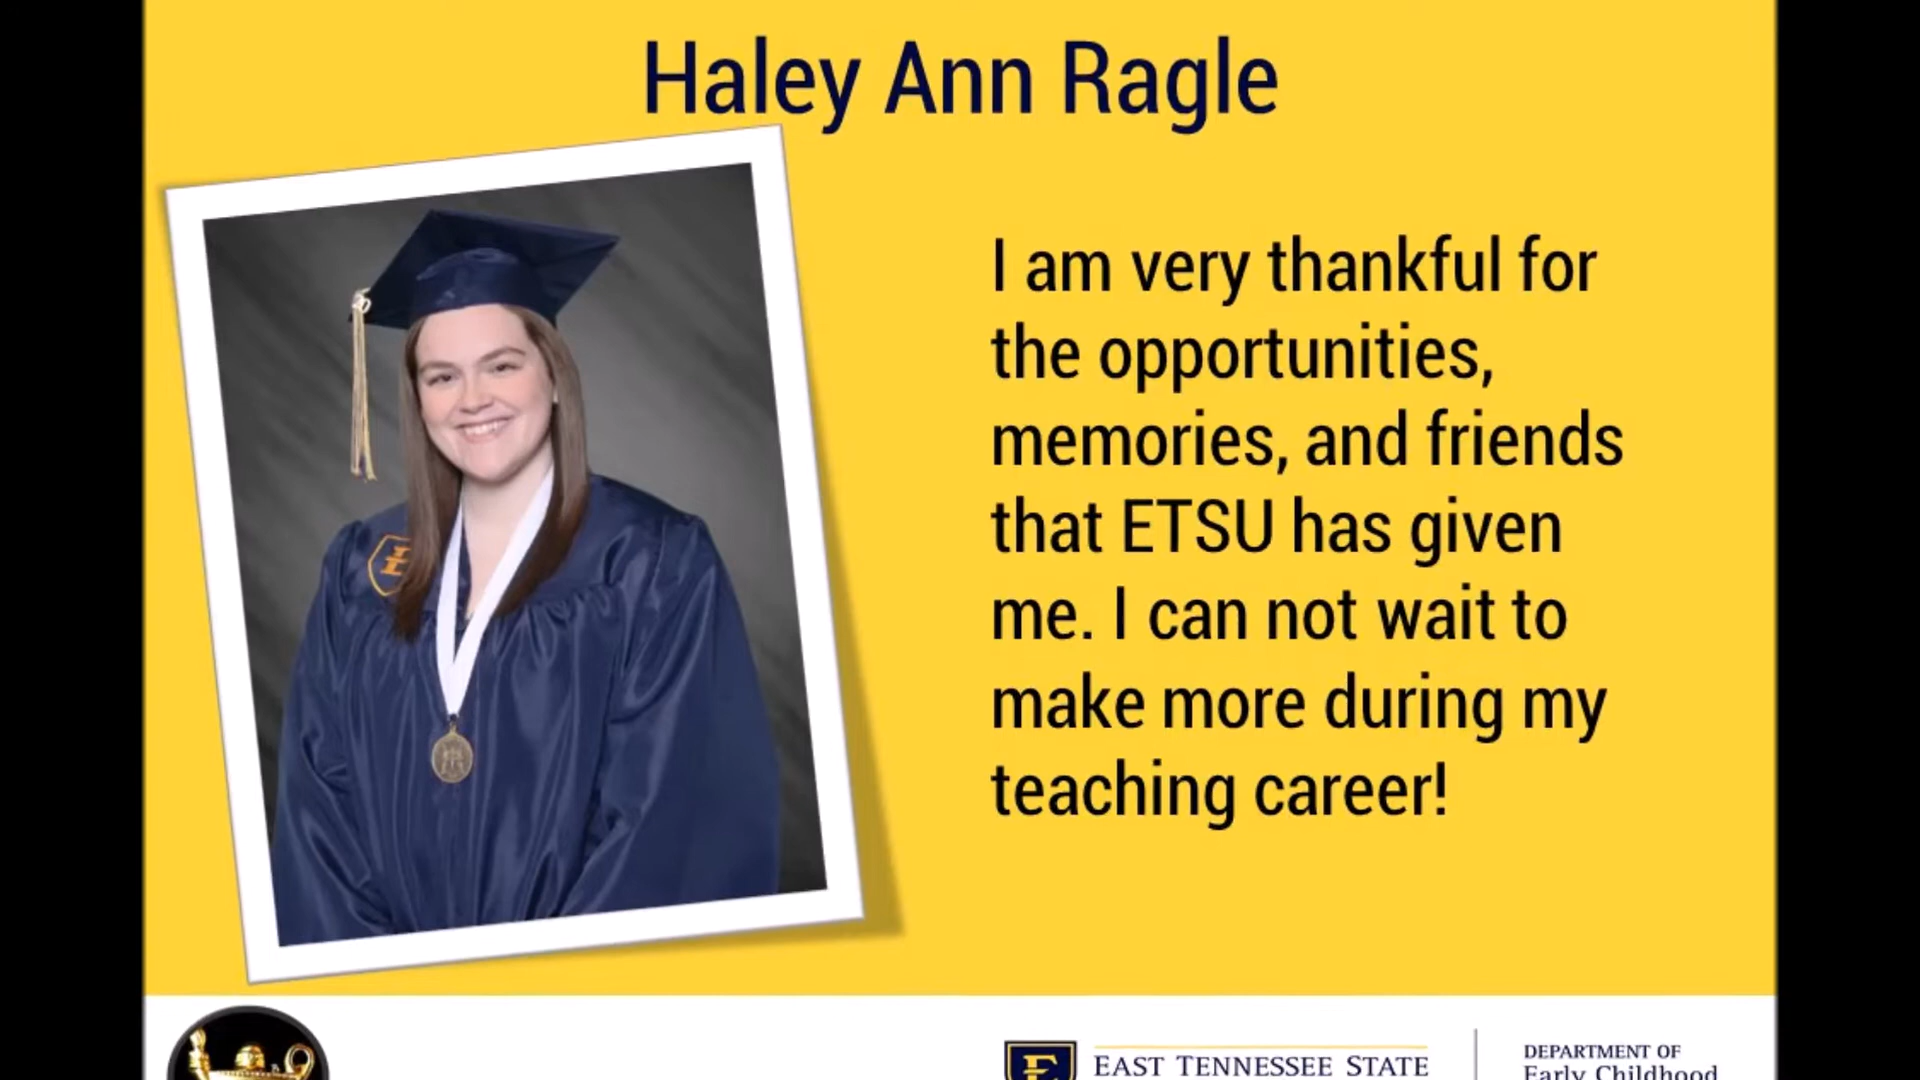 Haley Ann Ragle
I am very thankful for
the opportunities,
memories, and friends
that ETSU has given
me. I can not wait to
make more during my
teaching career!
E
E
EAST TENNESSEE STATE
DEPARTMENT OF
Early Childhood